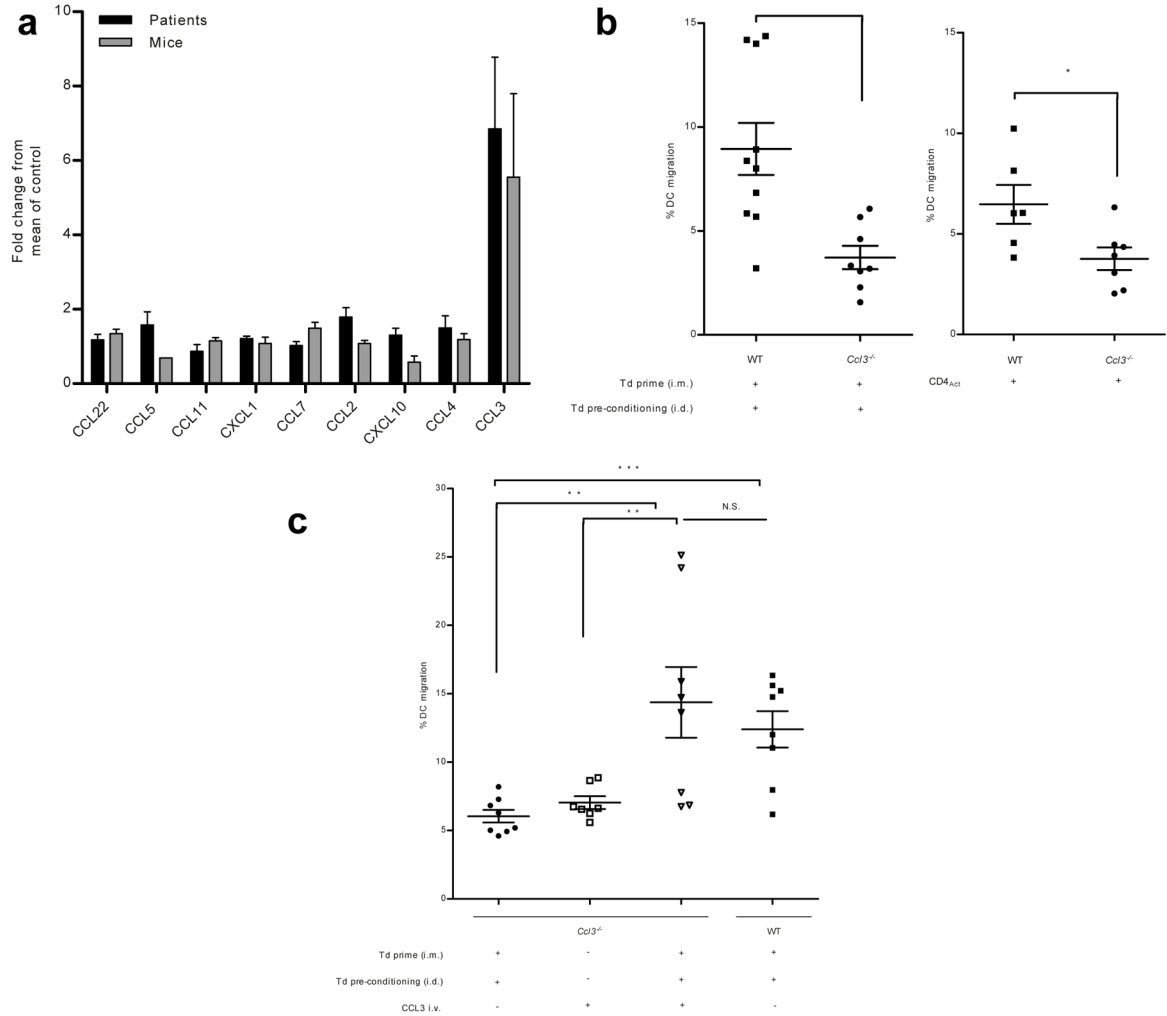 a
10
8
6
4
2
0
Fold change from
mean of control
Patients
Mice
CCL22
CCL5
CCL11
CXCL1
CCL7
CCL2
CXCL10
CCL4
CCL3
b
15
10
5
0
% DC migration
WT
Ccl3-/-
Td prime (i.m.) + +
Td pre-conditioning (i.d.) + +
15
10
5
0
% DC migration
*
WT
Ccl3-/-
CD4Act + +
c
30
25
20
15
10
5
0
% DC migration
* * *
* *
* *
N.S.
Ccl3-/-
WT
Td prime (i.m.) + - + +
Td pre-conditioning (i.d.) + - + +
CCL3 i.v. - + + -